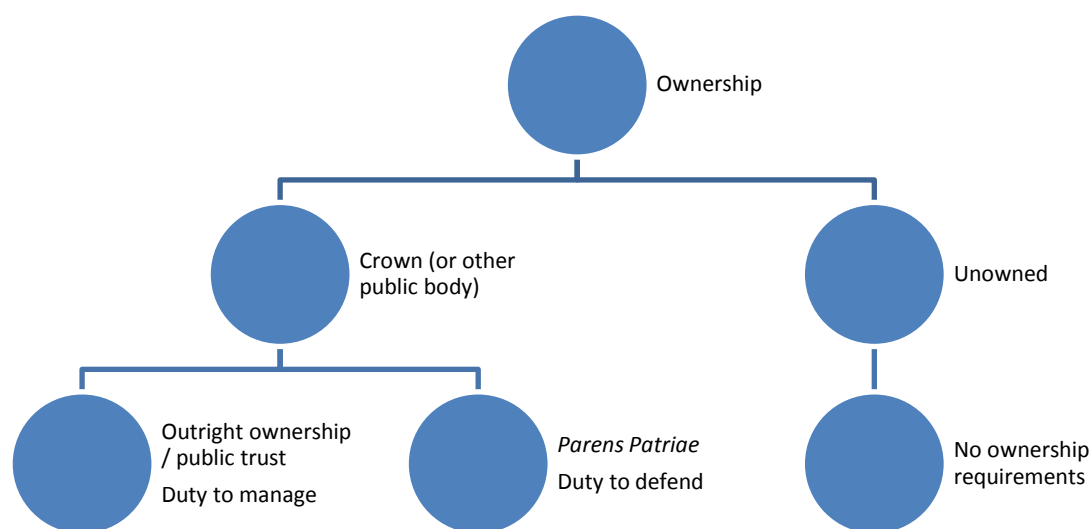 Ownership
Crown (or other
public body)
Unowned
Outright ownership
/ public trust
Duty to manage
Parens Patriae
Duty to defend
No ownership
requirements